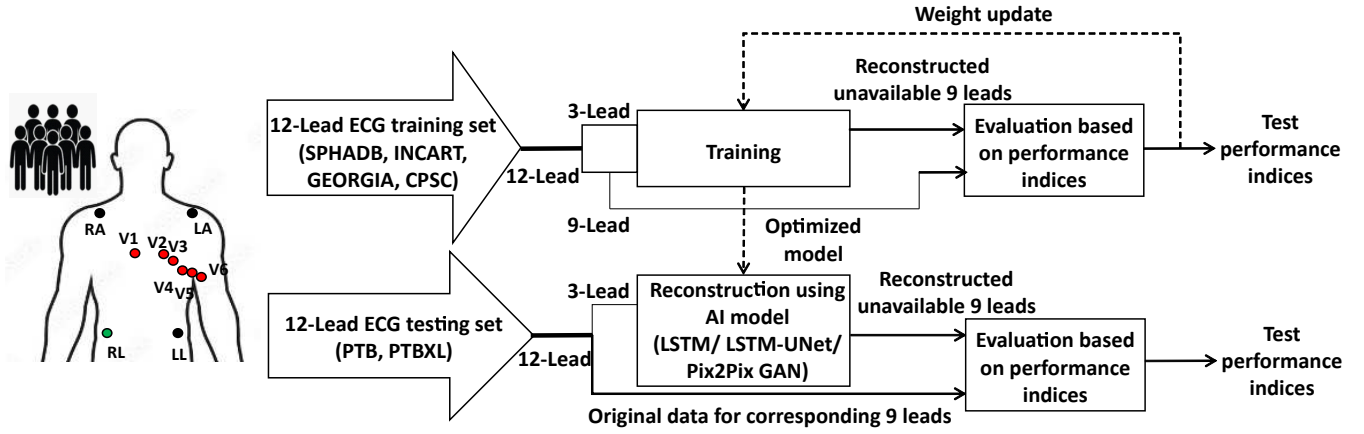 Weight update
Reconstructed
unavailable 9 leads
3-Lead
12-Lead ECG training set
(SPHADB, INCART,
GEORGIA, CPSC)
12-Lead
Training
Evaluation based
on performance
indices
Test
performance
indices
9-Lead
Optimized
model
RA
LA
V1
V2
V3
V6
V4
V5
RL
LL
12-Lead ECG testing set
(PTB, PTBXL)
3-Lead
12-Lead
Reconstruction using
AI model
(LSTM/ LSTM-UNet/
Pix2Pix GAN)
Reconstructed
unavailable 9 leads
Evaluation based
on performance
indices
Test
performance
indices
Original data for corresponding 9 leads